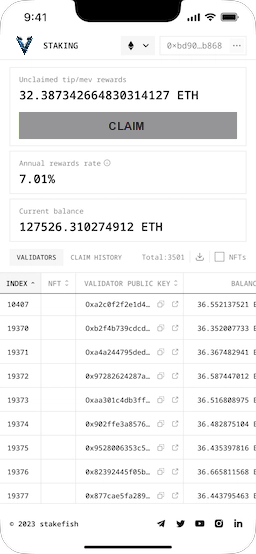 9:41
STAKING
0×bd90…b868
Unclaimed tip/mev rewards
32.387342664830314127 ETH
CLAIM
Annual rewards rate
7.01%
Current balance
127526.310274912 ETH
VALIDATORS CLAIM HISTORY Total:3501 NFTs
INDEX NFT VALIDATOR PUBLIC KEY BALANC
10407 0xa2c0f2f2e1d4… 36.552137521 E
19370 0xb2f4b739cdcd… 36.352007733 E
19371 0xa4a244795ded… 36.367482941 E
19372 0x97282624287a… 36.587447012 E
19373 0xaa301c4db3ff… 36.516808975 E
19374 0x902ffe3a8576… 36.482875104 E
19375 0x9528006353c5… 36.435397816 E
19376 0x82392445f05b… 36.665811568 E
19377 0x877cae5fa289… 36.443795463 E
© 2023 stakefish